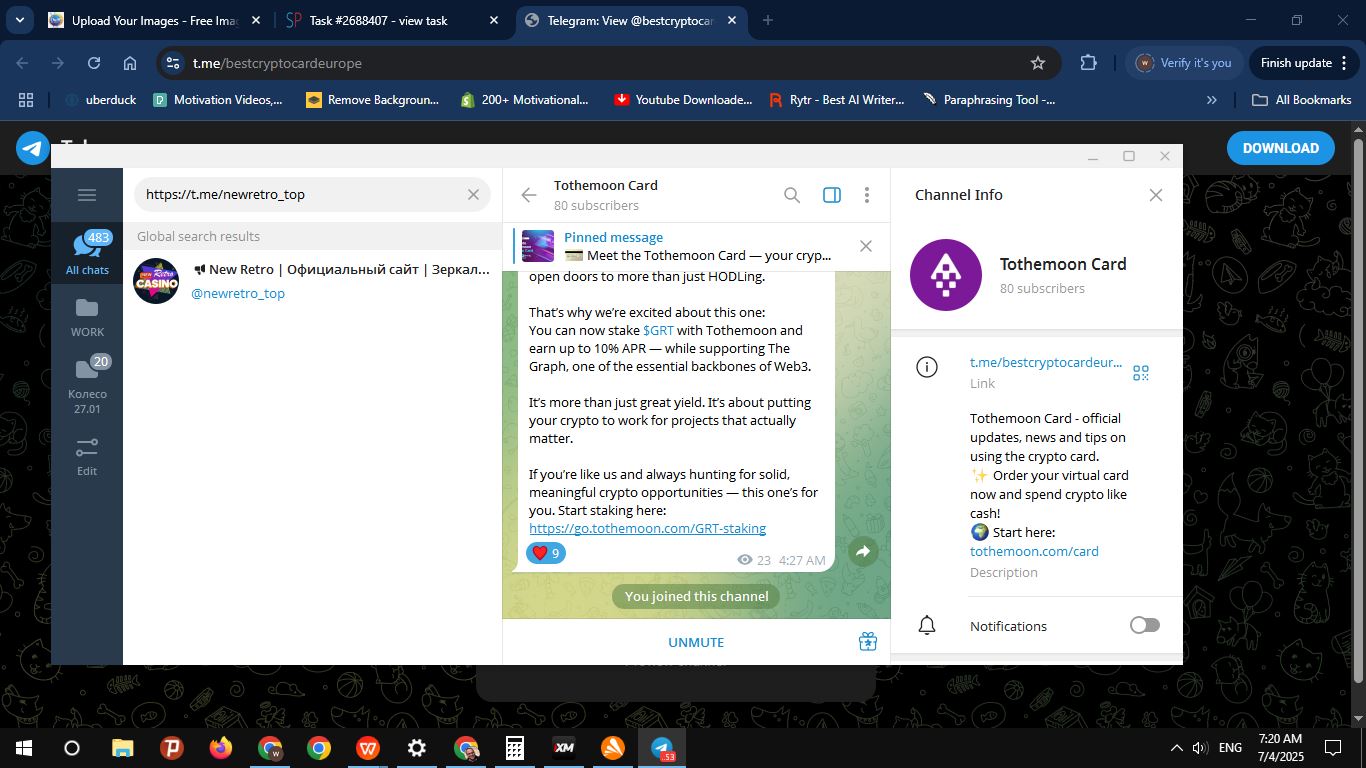 Upload Your Images - Free Imag
Task #2688407 - view task
Telegram: View @bestcryptocar
t.me/bestcryptocardeurope
Verify it's you
Finish update
uberduck
Motivation Videos,...
Remove Backgroun...
200+ Motivational...
Youtube Downloade...
Rytr - Best AI Writer...
Paraphrasing Tool -...
All Bookmarks
DOWNLOAD
https://t.me/newretro_top
Global search results
New Retro | Официальный сайт | Зеркал...
@newretro_top
New Retro
CASINO
483
All chats
WORK
20
Колесо
27.01
Edit
Tothemoon Card
80 subscribers
Pinned message
Meet the Tothemoon Card — your cryp...
open doors to more than just HODLing.
That's why we're excited about this one:
You can now stake $GRT with Tothemoon and
earn up to 10% APR — while supporting The
Graph, one of the essential backbones of Web3.
It's more than just great yield. It's about putting
your crypto to work for projects that actually
matter.
If you're like us and always hunting for solid,
meaningful crypto opportunities — this one's for
you. Start staking here:
https://go.tothemoon.com/GRT-staking
9
23 4:27 AM
You joined this channel
UNMUTE
Channel Info
Tothemoon Card
80 subscribers
t.me/bestcryptocardeur...
Link
Tothemoon Card - official
updates, news and tips on
using the crypto card.
✨ Order your virtual card
now and spend crypto like
cash!
🌍 Start here:
tothemoon.com/card
Description
Notifications
XM
..53
ENG
7:20 AM
7/4/2025